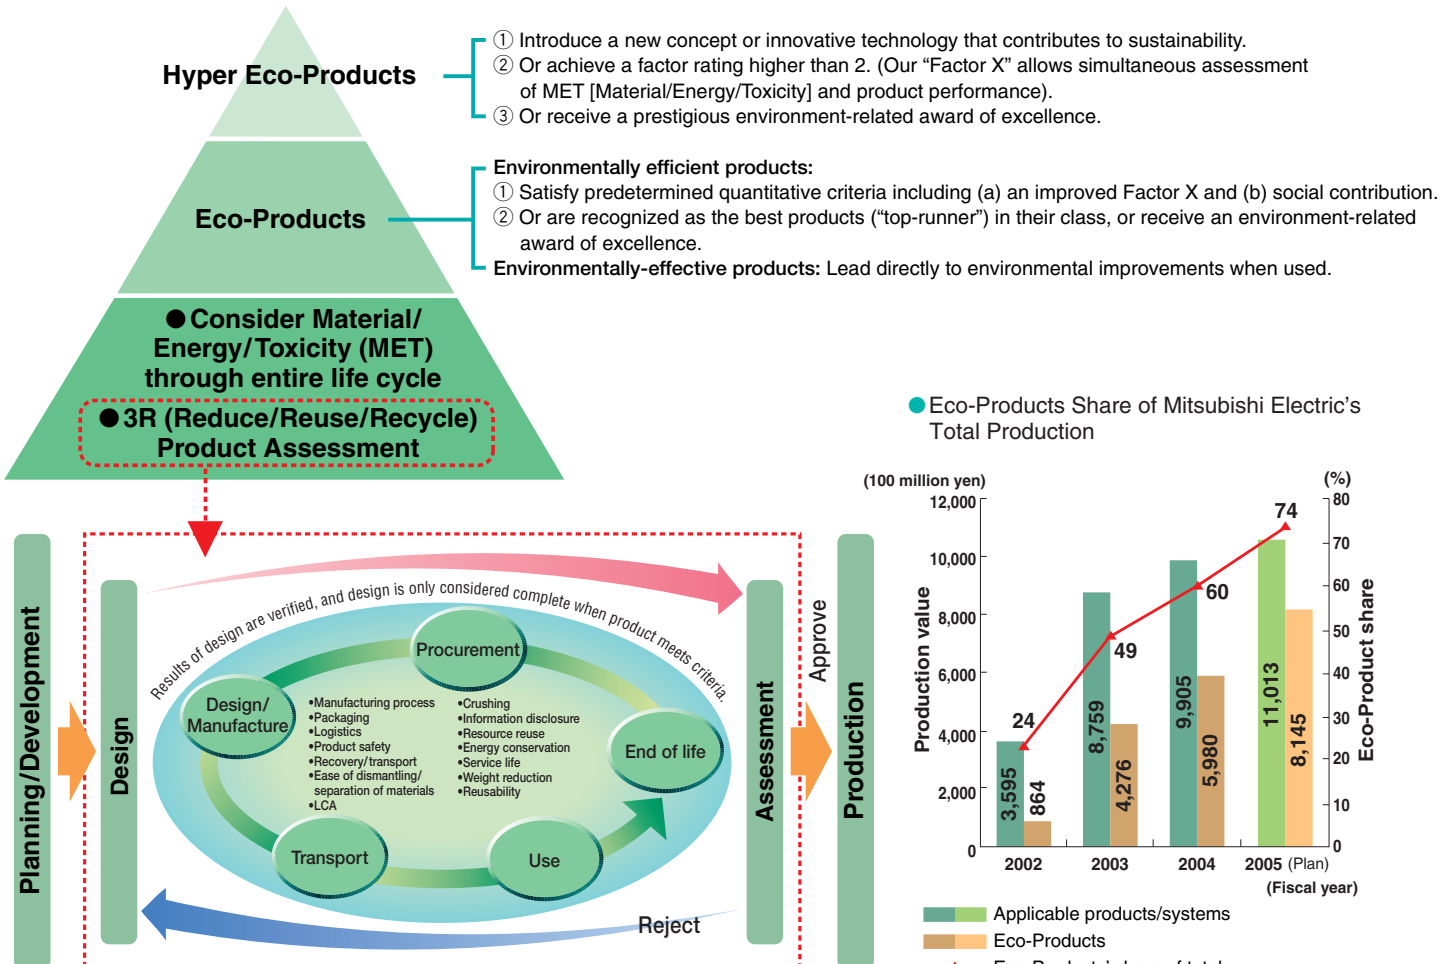 Hyper Eco-Products
① Introduce a new concept or innovative technology that contributes to sustainability.
② Or achieve a factor rating higher than 2. (Our “Factor X” allows simultaneous assessment
of MET [Material/Energy/Toxicity] and product performance).
③ Or receive a prestigious environment-related award of excellence.
Eco-Products
Environmentally efficient products:
① Satisfy predetermined quantitative criteria including (a) an improved Factor X and (b) social contribution.
② Or are recognized as the best products (“top-runner”) in their class, or receive an environment-related
award of excellence.
Environmentally-effective products: Lead directly to environmental improvements when used.
●Consider Material/
Energy/Toxicity (MET)
through entire life cycle
●3R (Reduce/Reuse/Recycle)
Product Assessment
Planning/Development
Design
Results of design are verified, and design is only considered complete when product meets criteria.
Procurement
Design/
Manufacture
End of life
Transport
Use
•Manufacturing process
•Packaging
•Logistics
•Product safety
•Recovery/transport
•Ease of dismantling/
separation of materials
•LCA
•Crushing
•Information disclosure
•Resource reuse
•Energy conservation
•Service life
•Weight reduction
•Reusability
Reject
Assessment
Approve
Production
●Eco-Products Share of Mitsubishi Electric’s
Total Production
(100 million yen)
(%)
12,000
10,000
8,000
6,000
4,000
2,000
0
Production value
80
70
60
50
40
30
20
10
0
Eco-Product share
24
49
60
74
3,595
864
8,759
4,276
9,905
5,980
11,013
8,145
2002
2003
2004
2005 (Plan)
(Fiscal year)
Applicable products/systems
Eco-Products